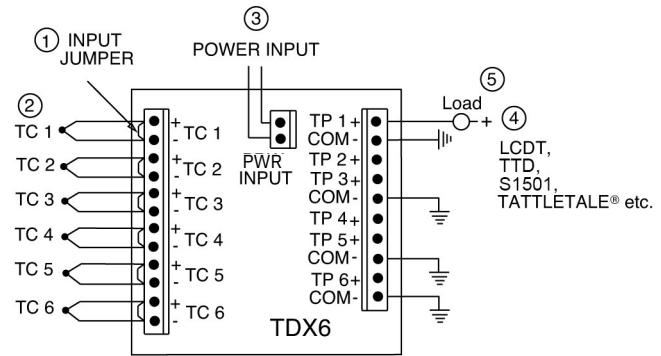 ① INPUT
JUMPER
③
POWER INPUT
②
TC 1
TC 2
TC 3
TC 4
TC 5
TC 6
+
- TC 1
+
- TC 2
+
- TC 3
+
- TC 4
+
- TC 5
+
- TC 6
PWR
INPUT
TP 1+
COM-
TP 2+
TP 3+
COM-
TP 4+
TP 5+
COM-
TP 6+
COM-
TDX6
⑤
Load
+ ④
LCDT,
TTD,
S1501,
TATTLETALE® etc.